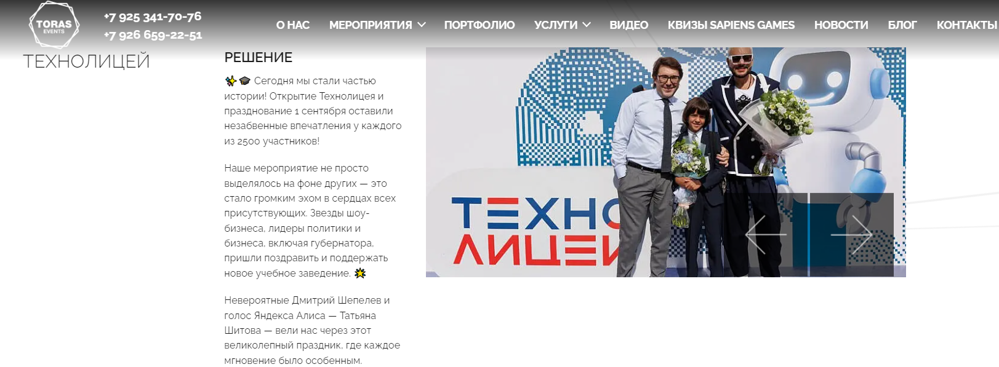 TORAS
EVENTS
+7 925 341-70-76
+7 926 659-22-51
О НАС
МЕРОПРИЯТИЯ
ПОРТФОЛИО
УСЛУГИ
ВИДЕО
КВИЗЫ SAPIENS GAMES
НОВОСТИ
БЛОГ
КОНТАКТЫ
ТЕХНОЛИЦЕЙ
РЕШЕНИЕ
✨🎓 Сегодня мы стали частью
истории! Открытие Технолицея и
празднование 1 сентября оставили
незабвенные впечатления у каждого
из 2500 участников!
Наше мероприятие не просто
выделялось на фоне других — это
стало громким эхом в сердцах всех
присутствующих. Звезды шоу-
бизнеса, лидеры политики и
бизнеса, включая губернатора,
пришли поздравить и поддержать
новое учебное заведение. 🌟
Невероятные Дмитрий Шепелев и
голос Яндекса Алиса — Татьяна
Шитова — вели нас через этот
великолепный праздник, где каждое
мгновение было особенным.
ТЕХНО
ЛИЦЕЙ